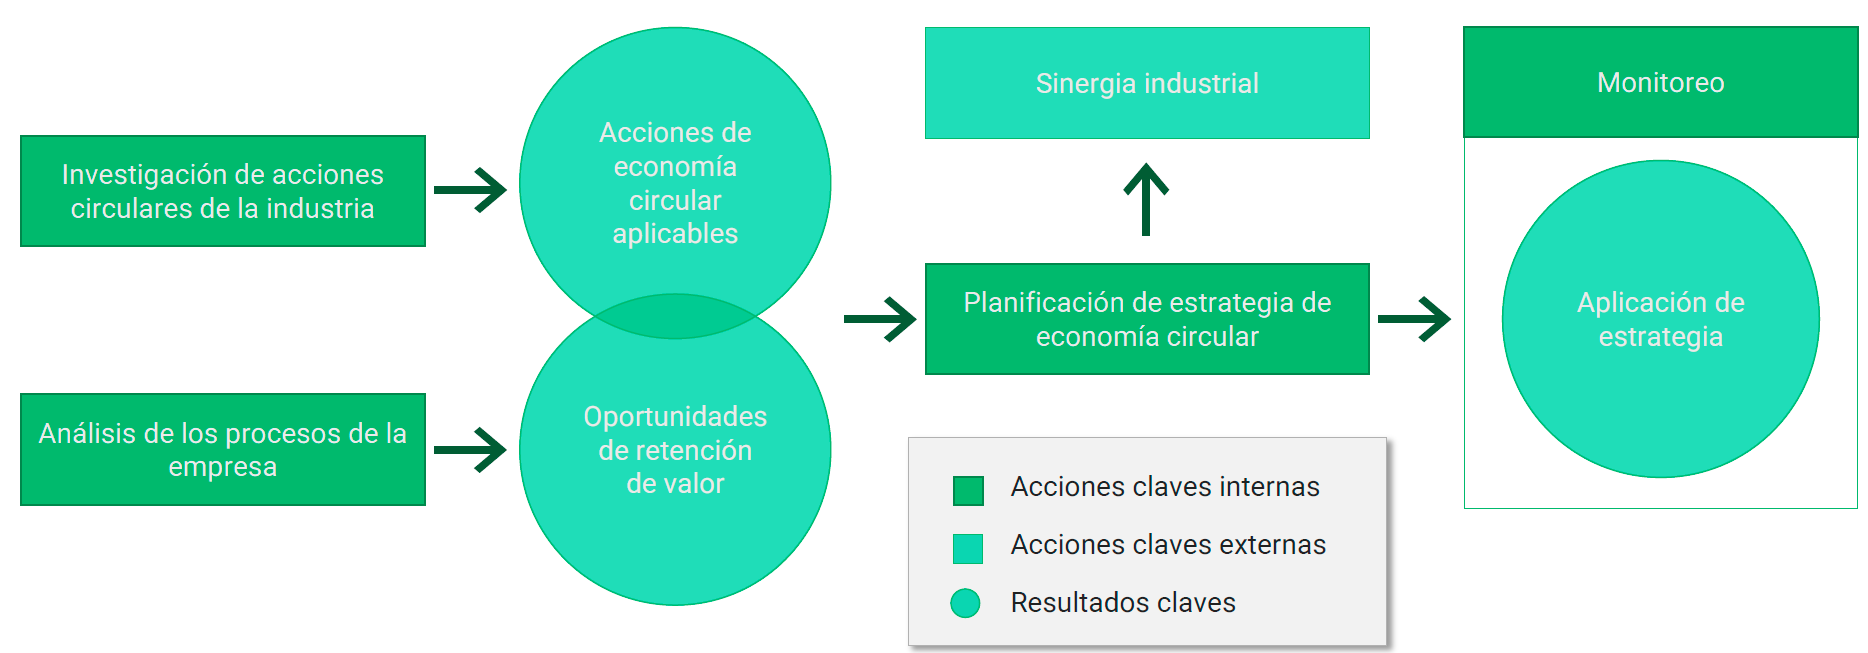 Investigación de acciones
circulares de la industria
Análisis de los procesos de la
empresa
Acciones de
economía
circular
aplicables
Oportunidades
de retención
de valor
Sinergia industrial
Planificación de estrategia de
economía circular
Monitoreo
Aplicación de
estrategia
Acciones claves internas
Acciones claves externas
Resultados claves